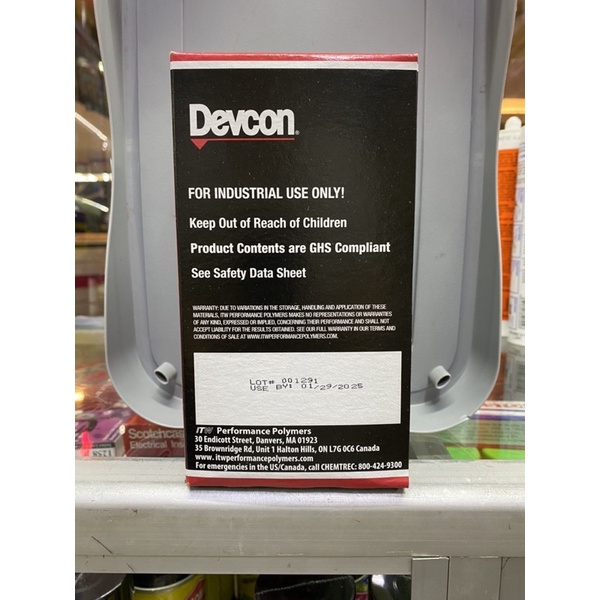 Devcon®
FOR INDUSTRIAL USE ONLY!
Keep Out of Reach of Children
Product Contents are GHS Compliant
See Safety Data Sheet
WARRANTY: DUE TO VARIATIONS IN THE STORAGE, HANDLING AND APPLICATION OF THESE
MATERIALS, ITW PERFORMANCE POLYMERS MAKES NO REPRESENTATIONS OR WARRANTIES
OF ANY KIND, EXPRESSED OR IMPLIED, CONCERNING THEIR PERFORMANCE AND SHALL NOT
ACCEPT LIABILITY FOR THE RESULTS OBTAINED. SEE OUR FULL WARRANTY IN OUR TERMS AND
CONDITIONS OF SALE AT WWW.ITWPERFORMANCEPOLYMERS.COM.
LOT# 001291
USE BY: 01/29/2025
ITW Performance Polymers
30 Endicott Street, Danvers, MA 01923
35 Brownridge Rd, Unit 1 Halton Hills, ON L7G 0C6 Canada
www.itwperformancepolymers.com
For emergencies in the US/Canada, call CHEMTREC: 800-424-9300
Scotchcast
Electrical